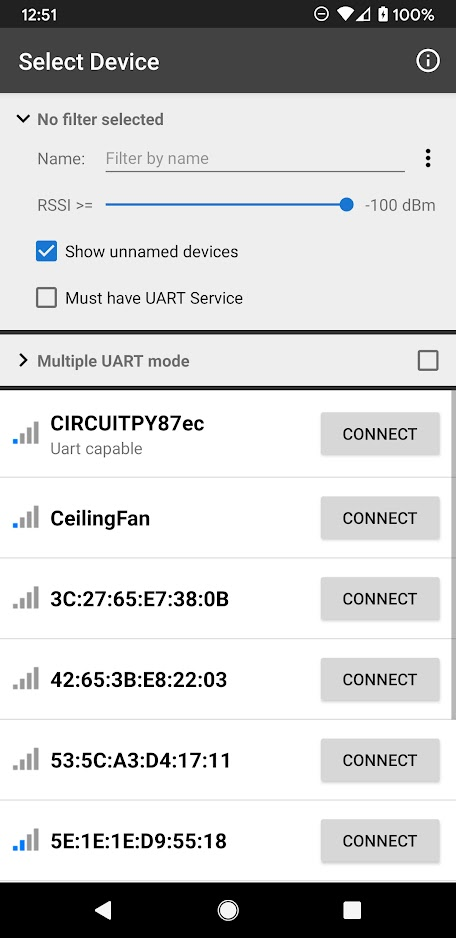 12:51 100%
Select Device
No filter selected
Name: Filter by name
RSSI >= -100 dBm
Show unnamed devices
Must have UART Service
Multiple UART mode
CIRCUITPY87ec
Uart capable
CONNECT
CeilingFan CONNECT
3C:27:65:E7:38:0B CONNECT
42:65:3B:E8:22:03 CONNECT
53:5C:A3:D4:17:11 CONNECT
5E:1E:1E:D9:55:18 CONNECT